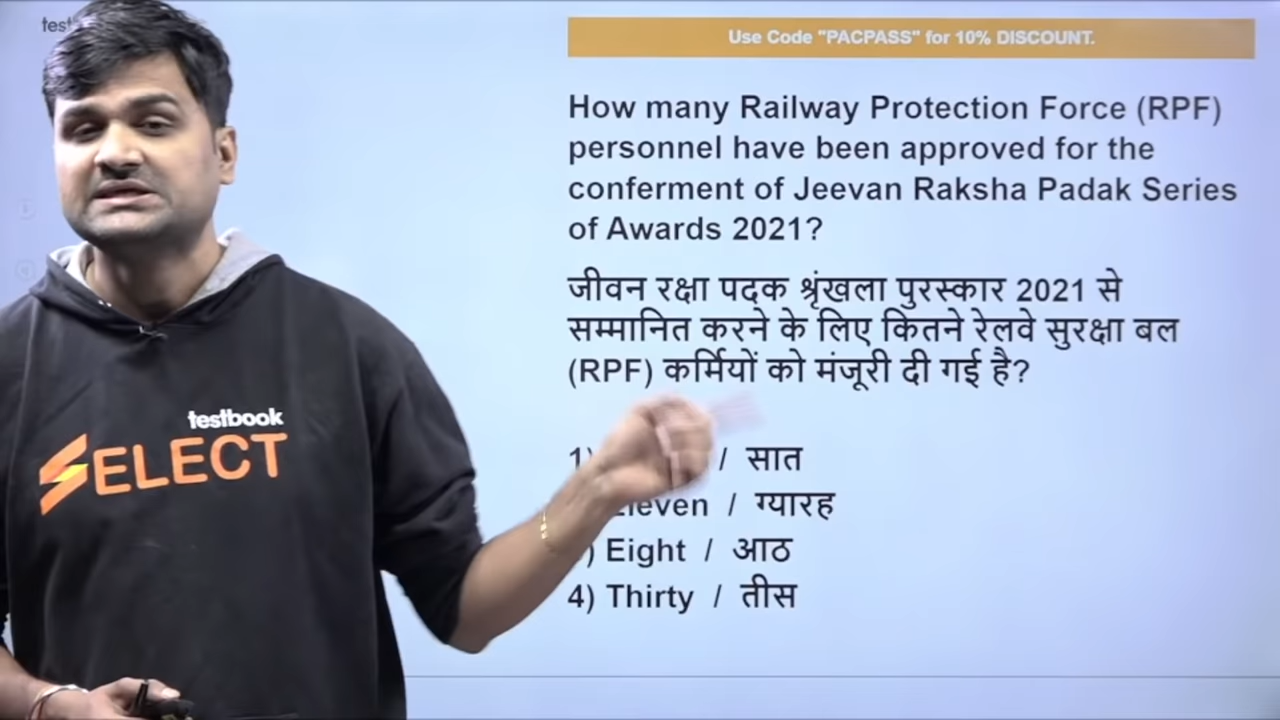 Use Code "PACPASS" for 10% DISCOUNT.
How many Railway Protection Force (RPF)
personnel have been approved for the
conferment of Jeevan Raksha Padak Series
of Awards 2021?
जीवन रक्षा पदक श्रृंखला पुरस्कार 2021 से
सम्मानित करने के लिए कितने रेलवे सुरक्षा बल
(RPF) कर्मियों को मंजूरी दी गई है?
1) / सात
Eleven / ग्यारह
) Eight / आठ
4) Thirty / तीस
testbook
SELECT